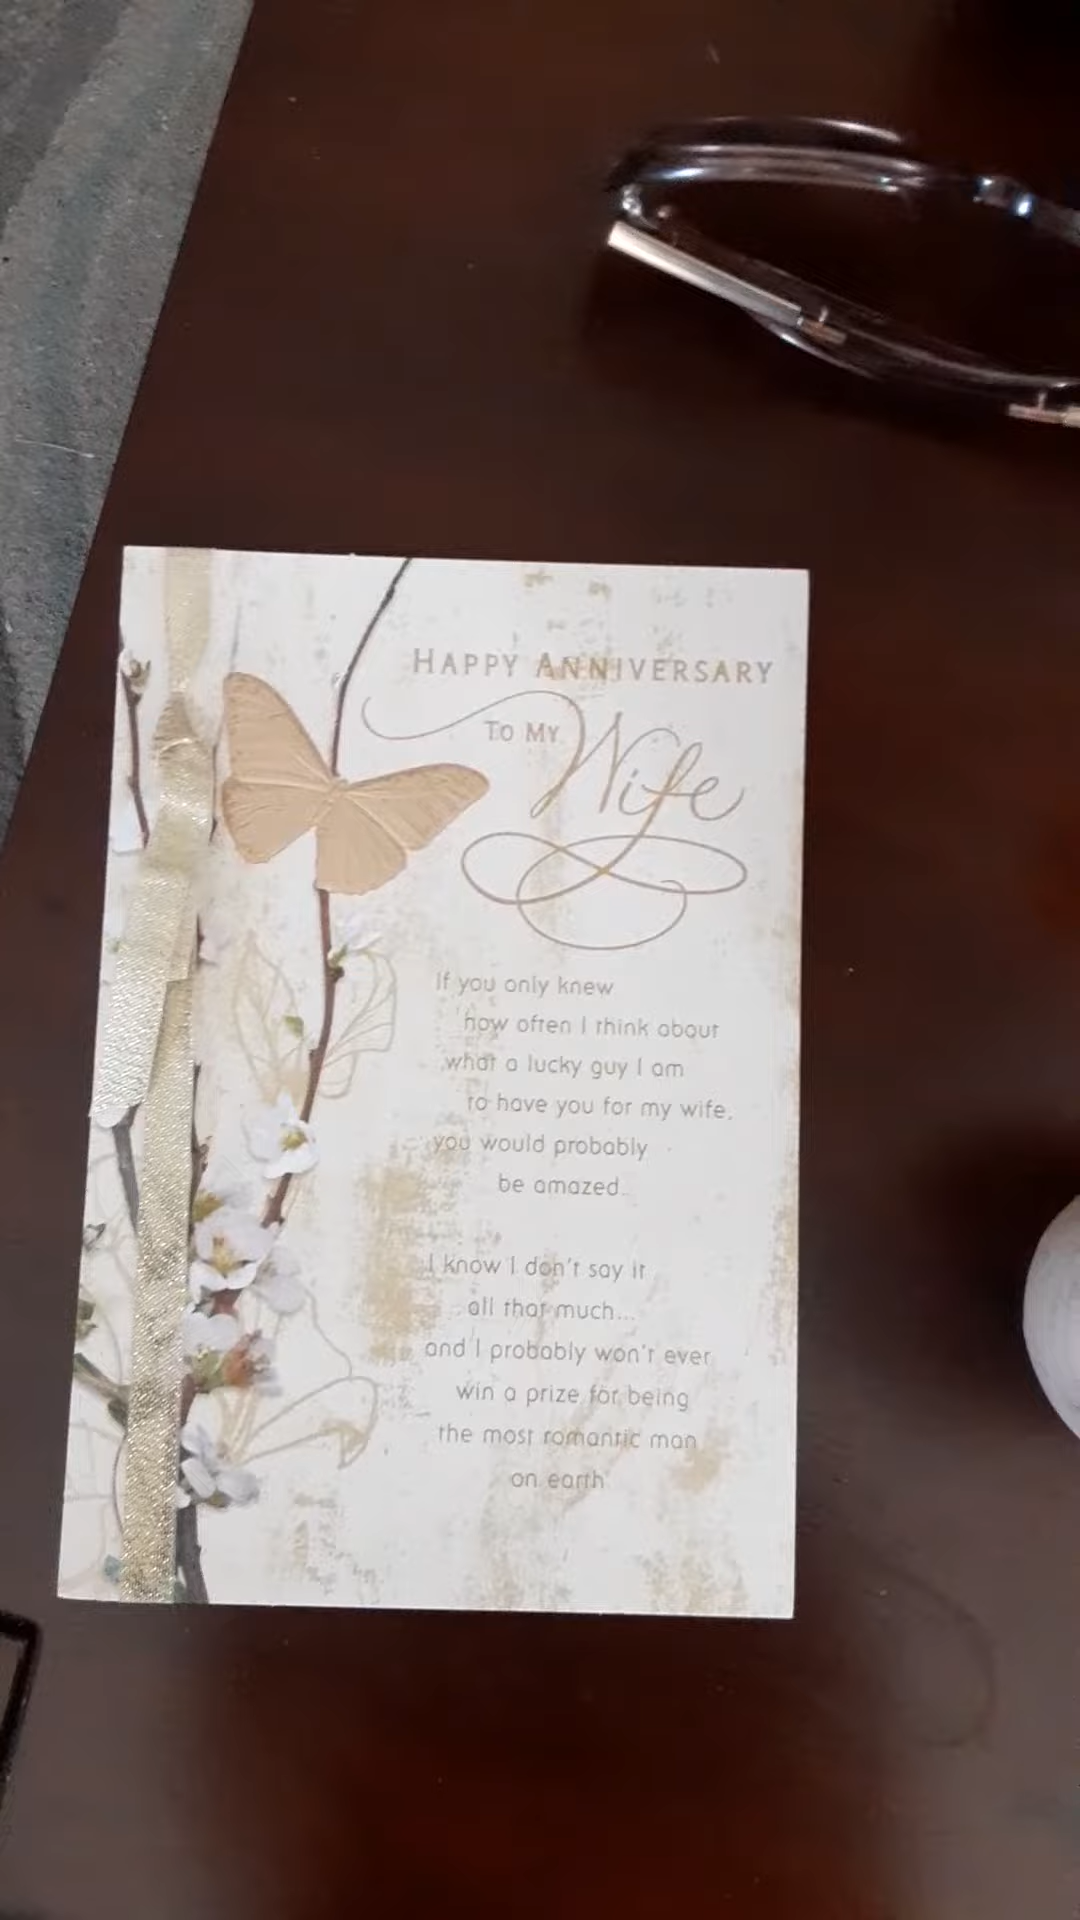 HAPPY ANNIVERSARY
TO MY Wife
If you only knew
how often I think about
what a lucky guy I am
to have you for my wife,
you would probably
be amazed.
I know I don't say it
all that much...
and I probably won't ever
win a prize for being
the most romantic man
on earth